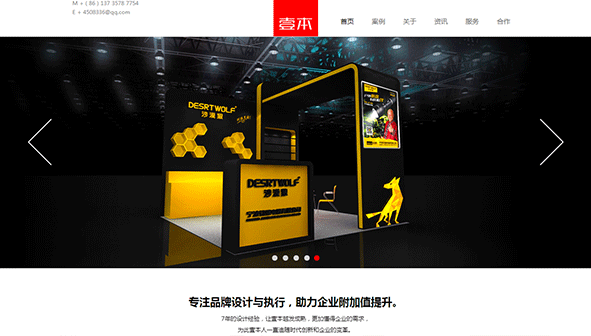 M + ( 86 ) 137 3578 7754
E + 4508336@qq.com
壹本
首页 案例 关于 资讯 服务 合作
DESRTWOLF
沙漠狼
DESRTWOLF
沙漠狼
专注品牌设计与执行，助力企业附加值提升。
7年的设计经验，让壹本越发成熟，更加懂得企业的需求，
为此壹本人一直追随时代创新和企业的变革。